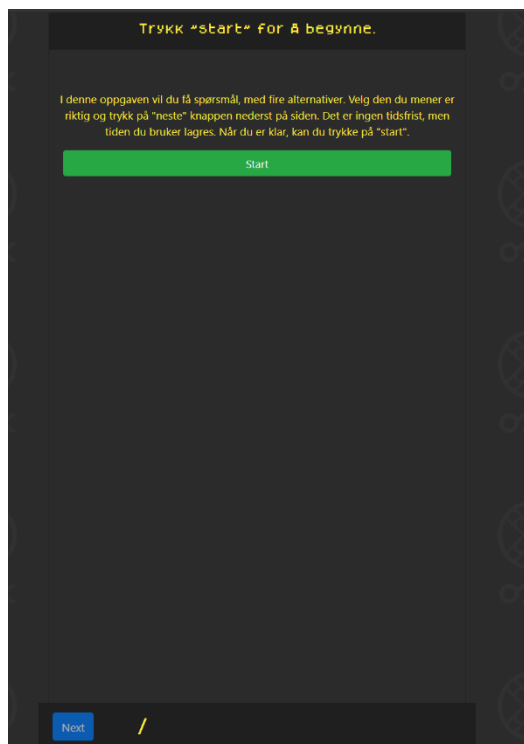 Trykk "start" for å begynne.
I denne oppgaven vil du få spørsmål, med fire alternativer. Velg den du mener er
riktig og trykk på "neste" knappen nederst på siden. Det er ingen tidsfrist, men
tiden du bruker lagres. Når du er klar, kan du trykke på "start".
Start
Next /